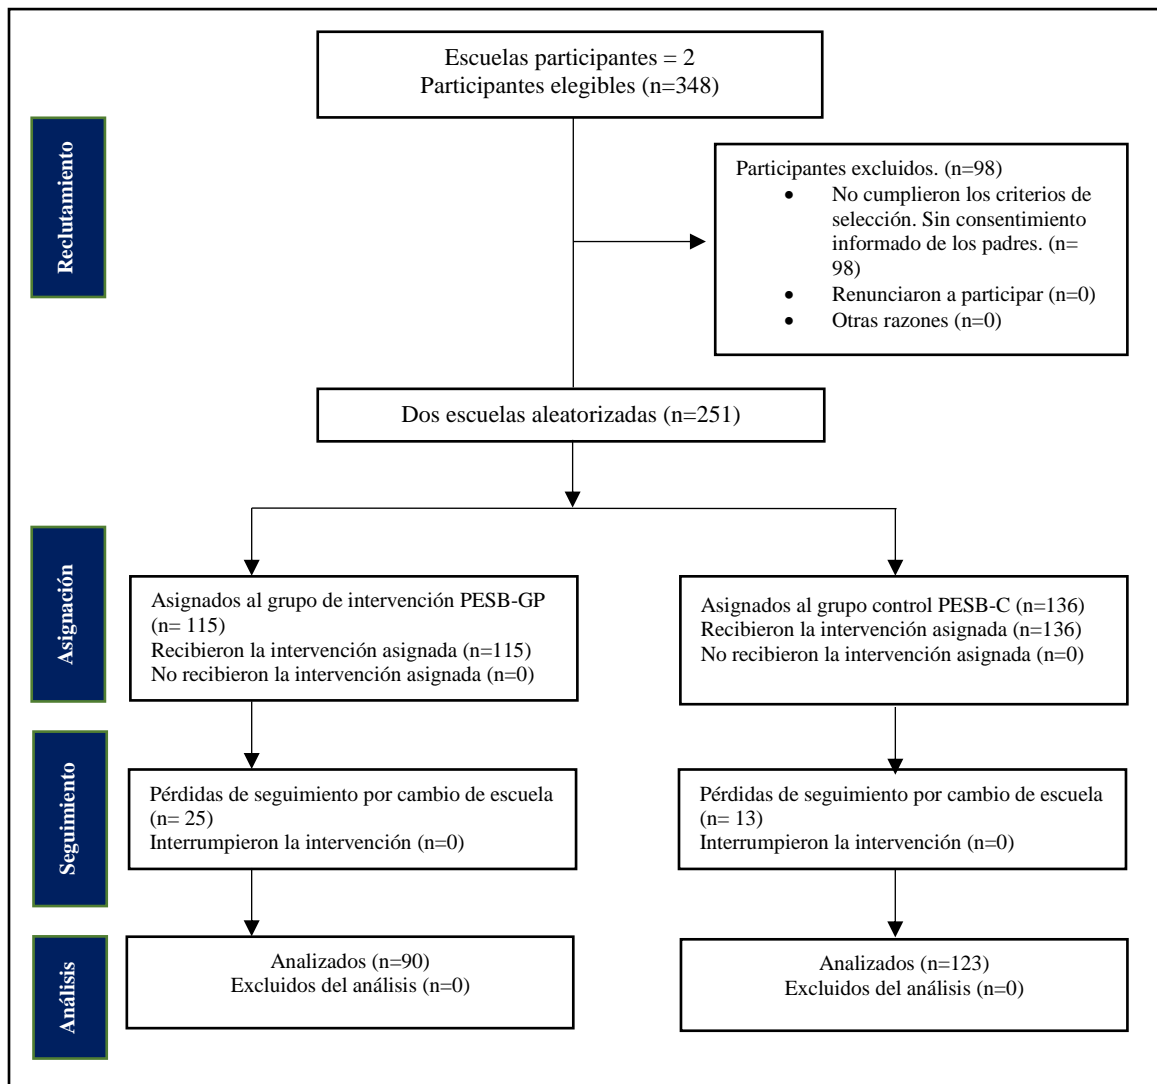 Escuelas participantes = 2
Participantes elegibles (n=348)
Reclutamiento
Participantes excluidos. (n=98)
• No cumplieron los criterios de
selección. Sin consentimiento
informado de los padres. (n=
98)
• Renunciaron a participar (n=0)
• Otras razones (n=0)
Dos escuelas aleatorizadas (n=251)
Asignación
Asignados al grupo de intervención PESB-GP
(n= 115)
Recibieron la intervención asignada (n=115)
No recibieron la intervención asignada (n=0)
Asignados al grupo control PESB-C (n=136)
Recibieron la intervención asignada (n=136)
No recibieron la intervención asignada (n=0)
Seguimiento
Pérdidas de seguimiento por cambio de escuela
(n= 25)
Interrumpieron la intervención (n=0)
Pérdidas de seguimiento por cambio de escuela
(n= 13)
Interrumpieron la intervención (n=0)
Análisis
Analizados (n=90)
Excluidos del análisis (n=0)
Analizados (n=123)
Excluidos del análisis (n=0)